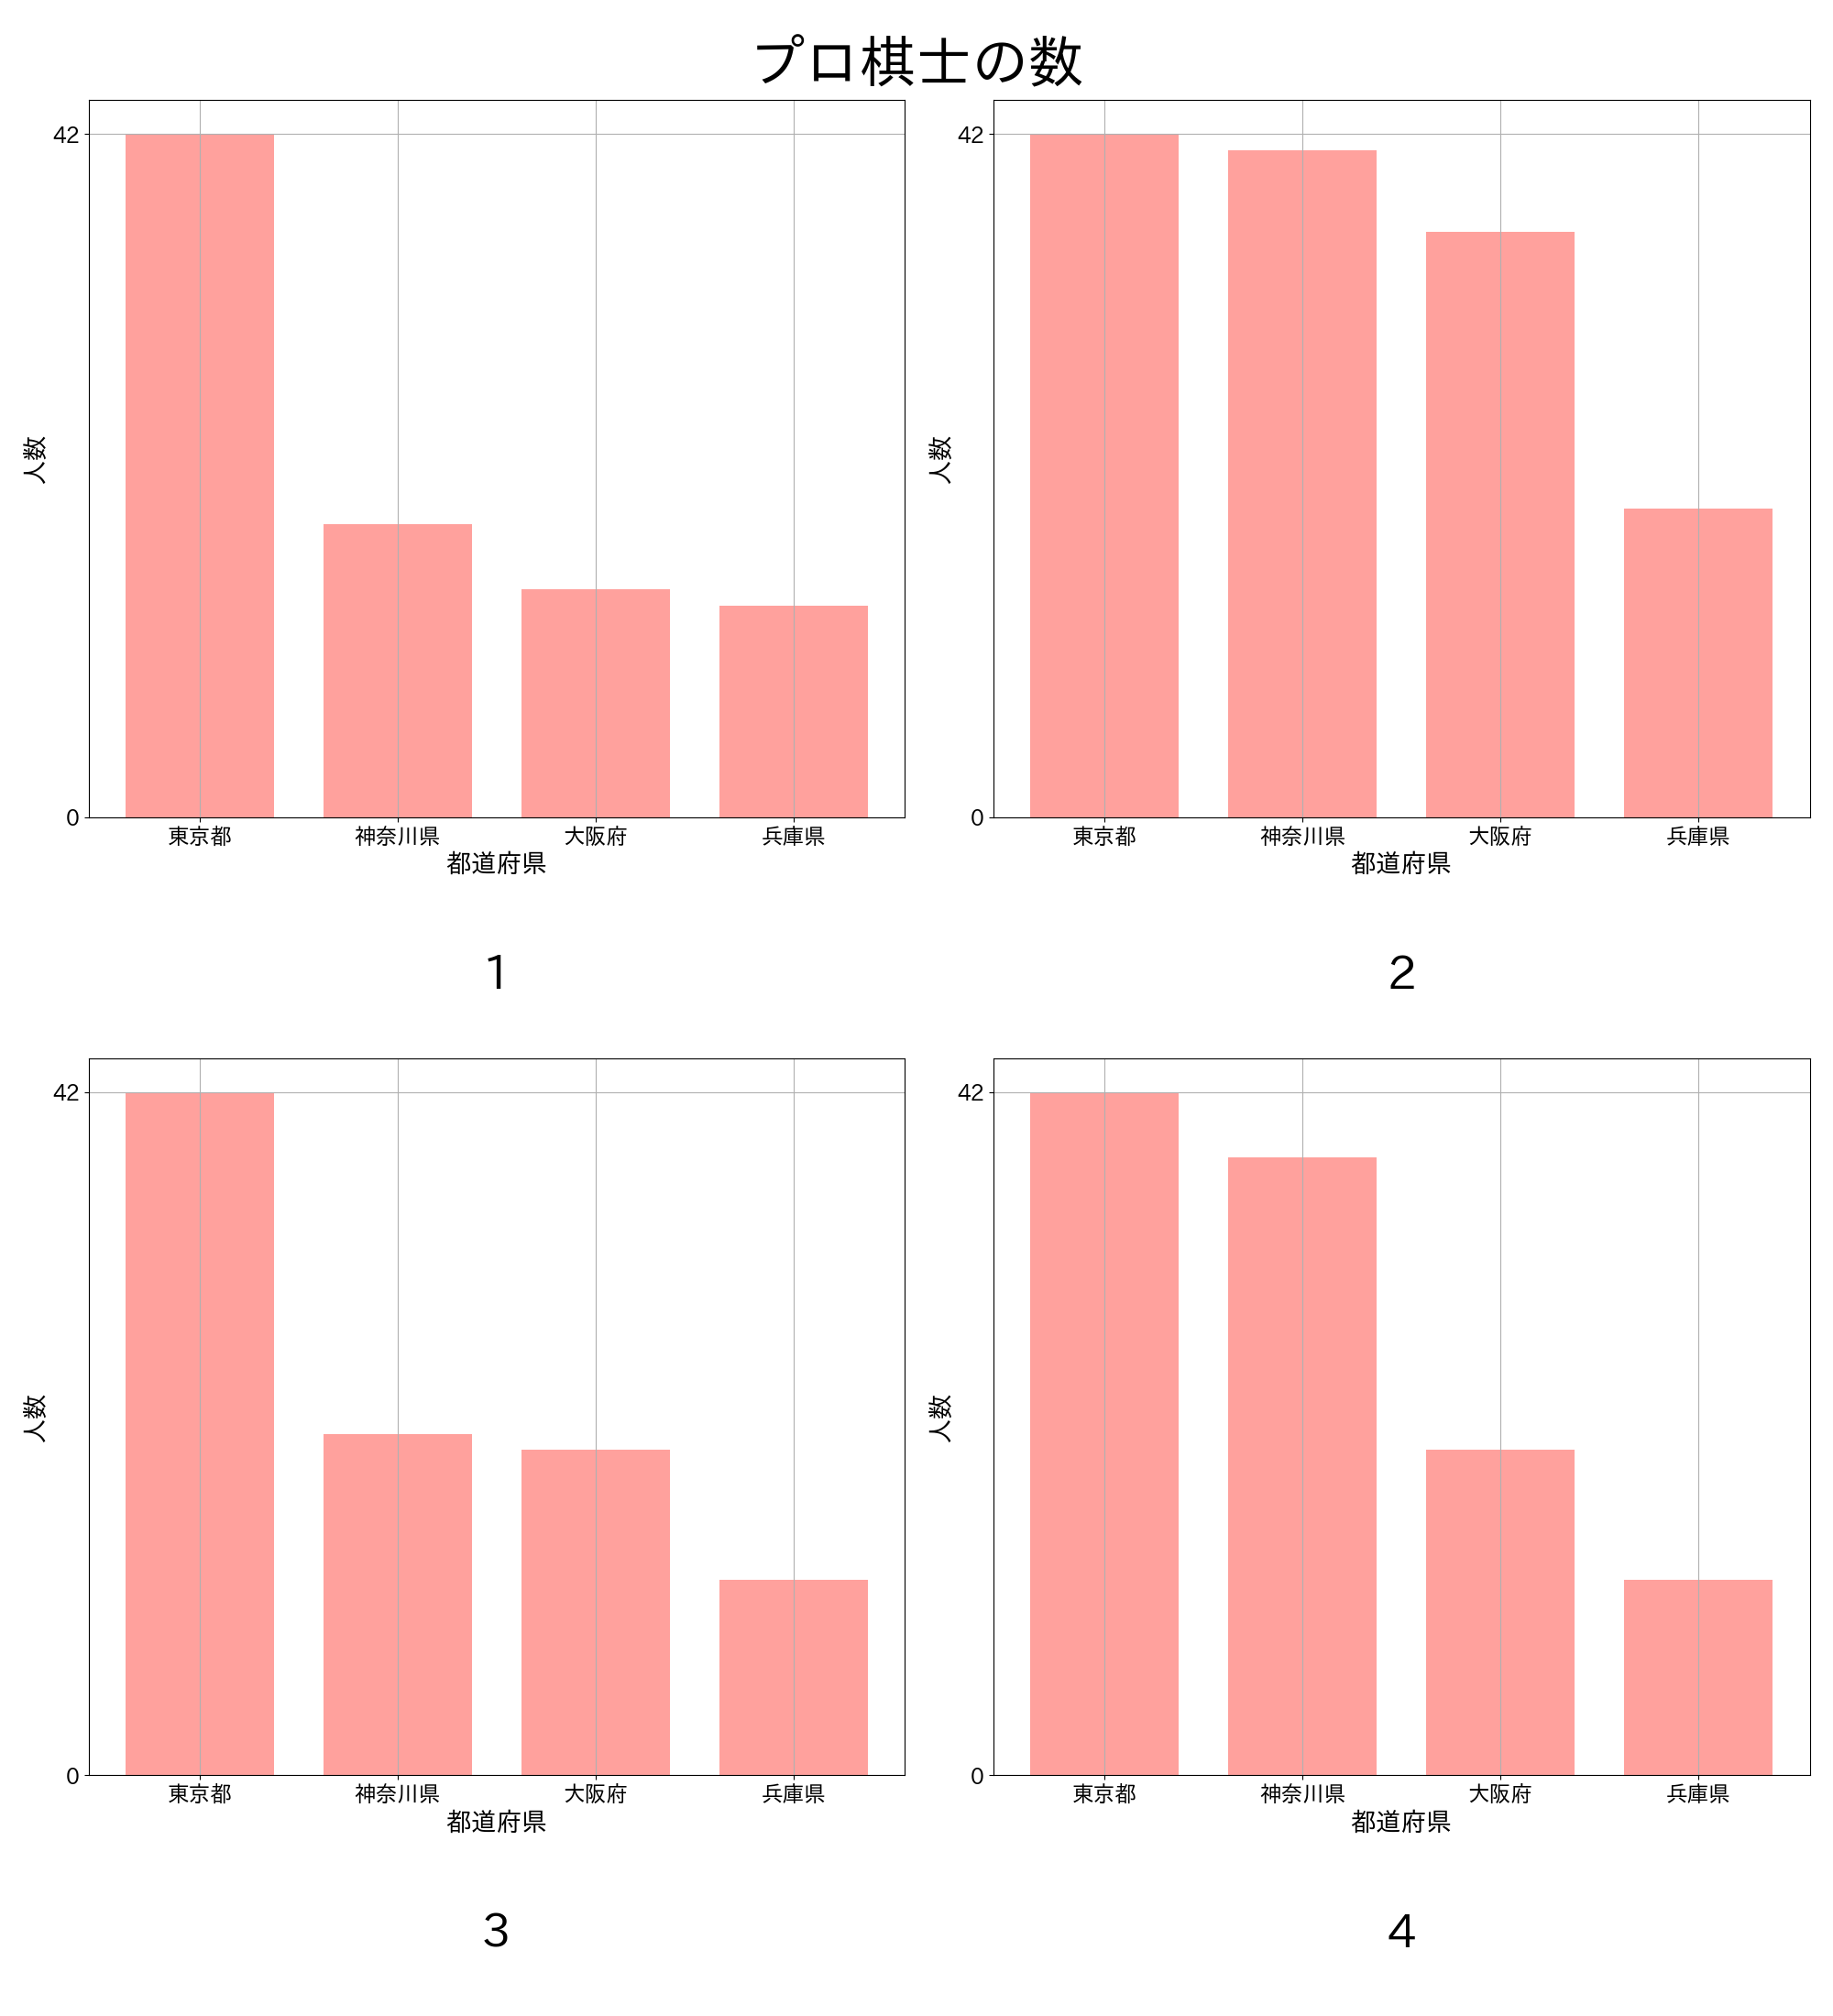 プロ棋士の数
42
人数
0
東京都 神奈川県 大阪府 兵庫県
都道府県
1
42
人数
0
東京都 神奈川県 大阪府 兵庫県
都道府県
2
42
人数
0
東京都 神奈川県 大阪府 兵庫県
都道府県
3
42
人数
0
東京都 神奈川県 大阪府 兵庫県
都道府県
4